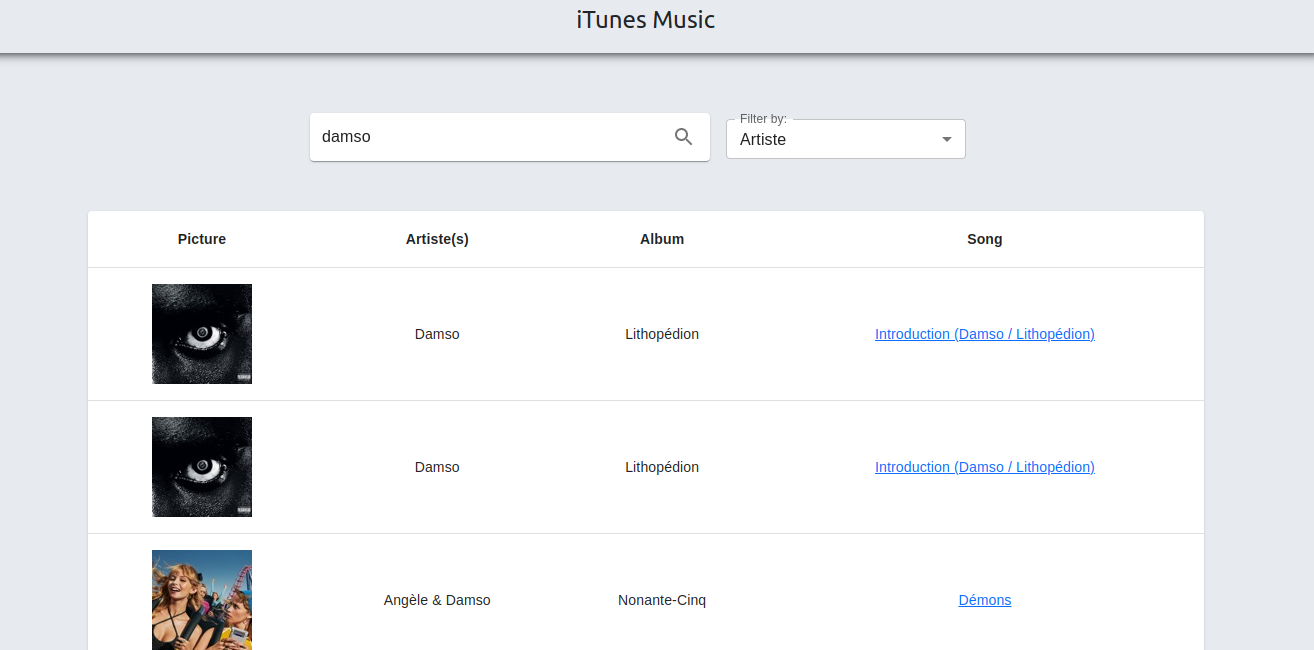 iTunes Music
Filter by:
damso
Artiste
Picture Artiste(s) Album Song
Damso Lithopédion Introduction (Damso / Lithopédion)
Damso Lithopédion Introduction (Damso / Lithopédion)
Angèle & Damso Nonante-Cinq Démons